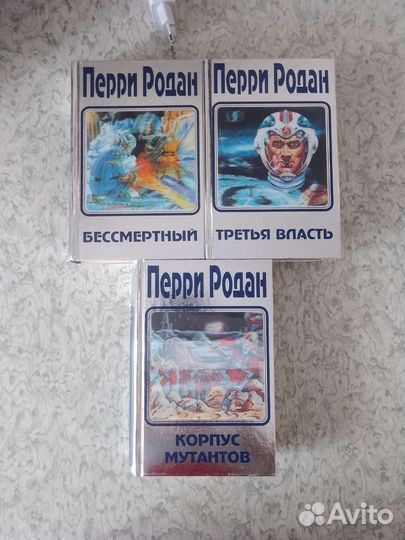 Перри Родан
БЕССМЕРТНЫЙ
Перри Родан
ТРЕТЬЯ ВЛАСТЬ
Перри Родан
КОРПУС
МУТАНТОВ
Avito